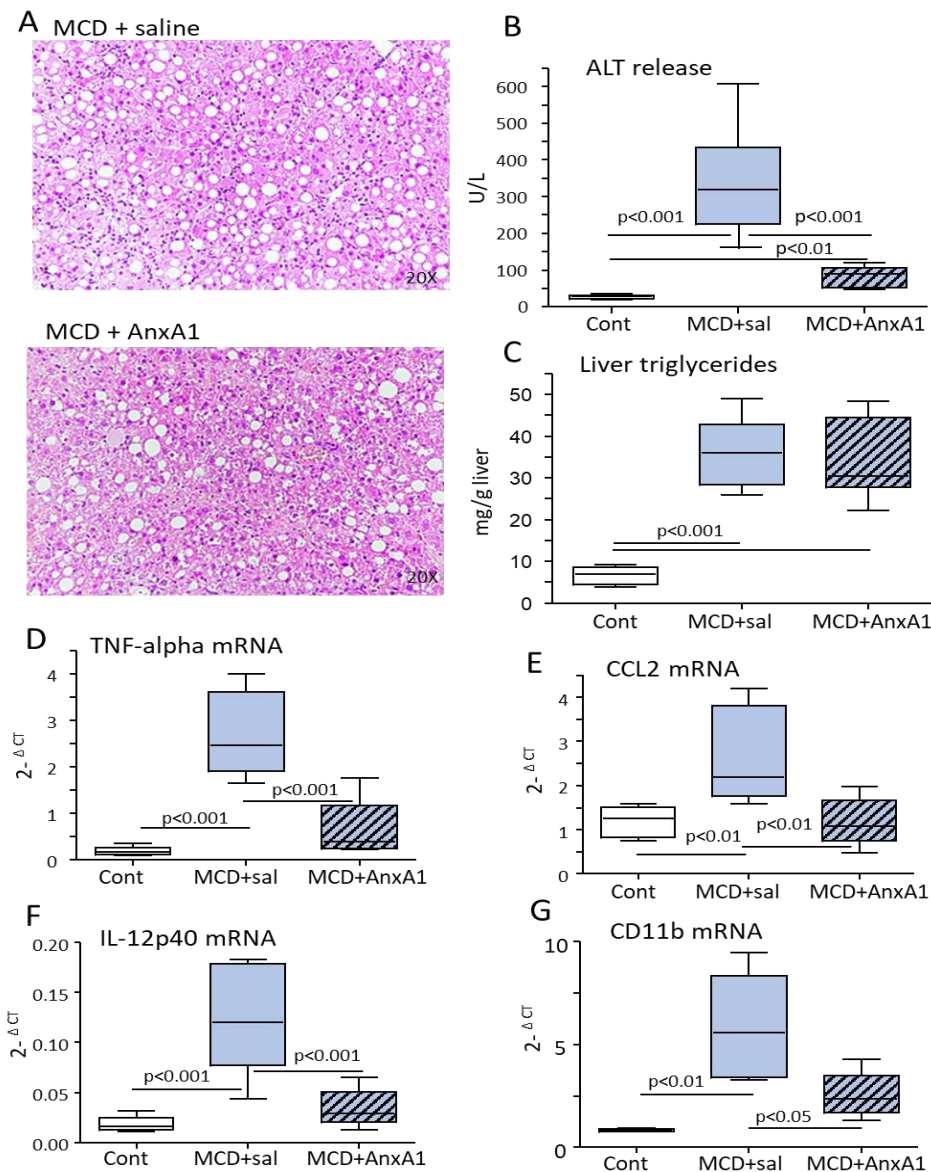 A
MCD + saline
20X
MCD + AnxA1
20X
B
ALT release
600
500
400
300
200
100
0
U/L
p<0.001
p<0.001
p<0.01
Cont MCD+sal MCD+AnxA1
C
Liver triglycerides
50
40
30
20
10
0
mg/g liver
p<0.001
Cont MCD+sal MCD+AnxA1
D
TNF-alpha mRNA
4
3
2
1
0
2- Δ CT
p<0.001
p<0.001
Cont MCD+sal MCD+AnxA1
E
CCL2 mRNA
5
4
3
2
1
0
2- Δ CT
p<0.01
p<0.01
Cont MCD+sal MCD+AnxA1
F
IL-12p40 mRNA
0.20
0.15
0.10
0.05
0.00
2- Δ CT
p<0.001
p<0.001
Cont MCD+sal MCD+AnxA1
G
CD11b mRNA
10
5
0
2- Δ CT
p<0.01
p<0.05
Cont MCD+sal MCD+AnxA1